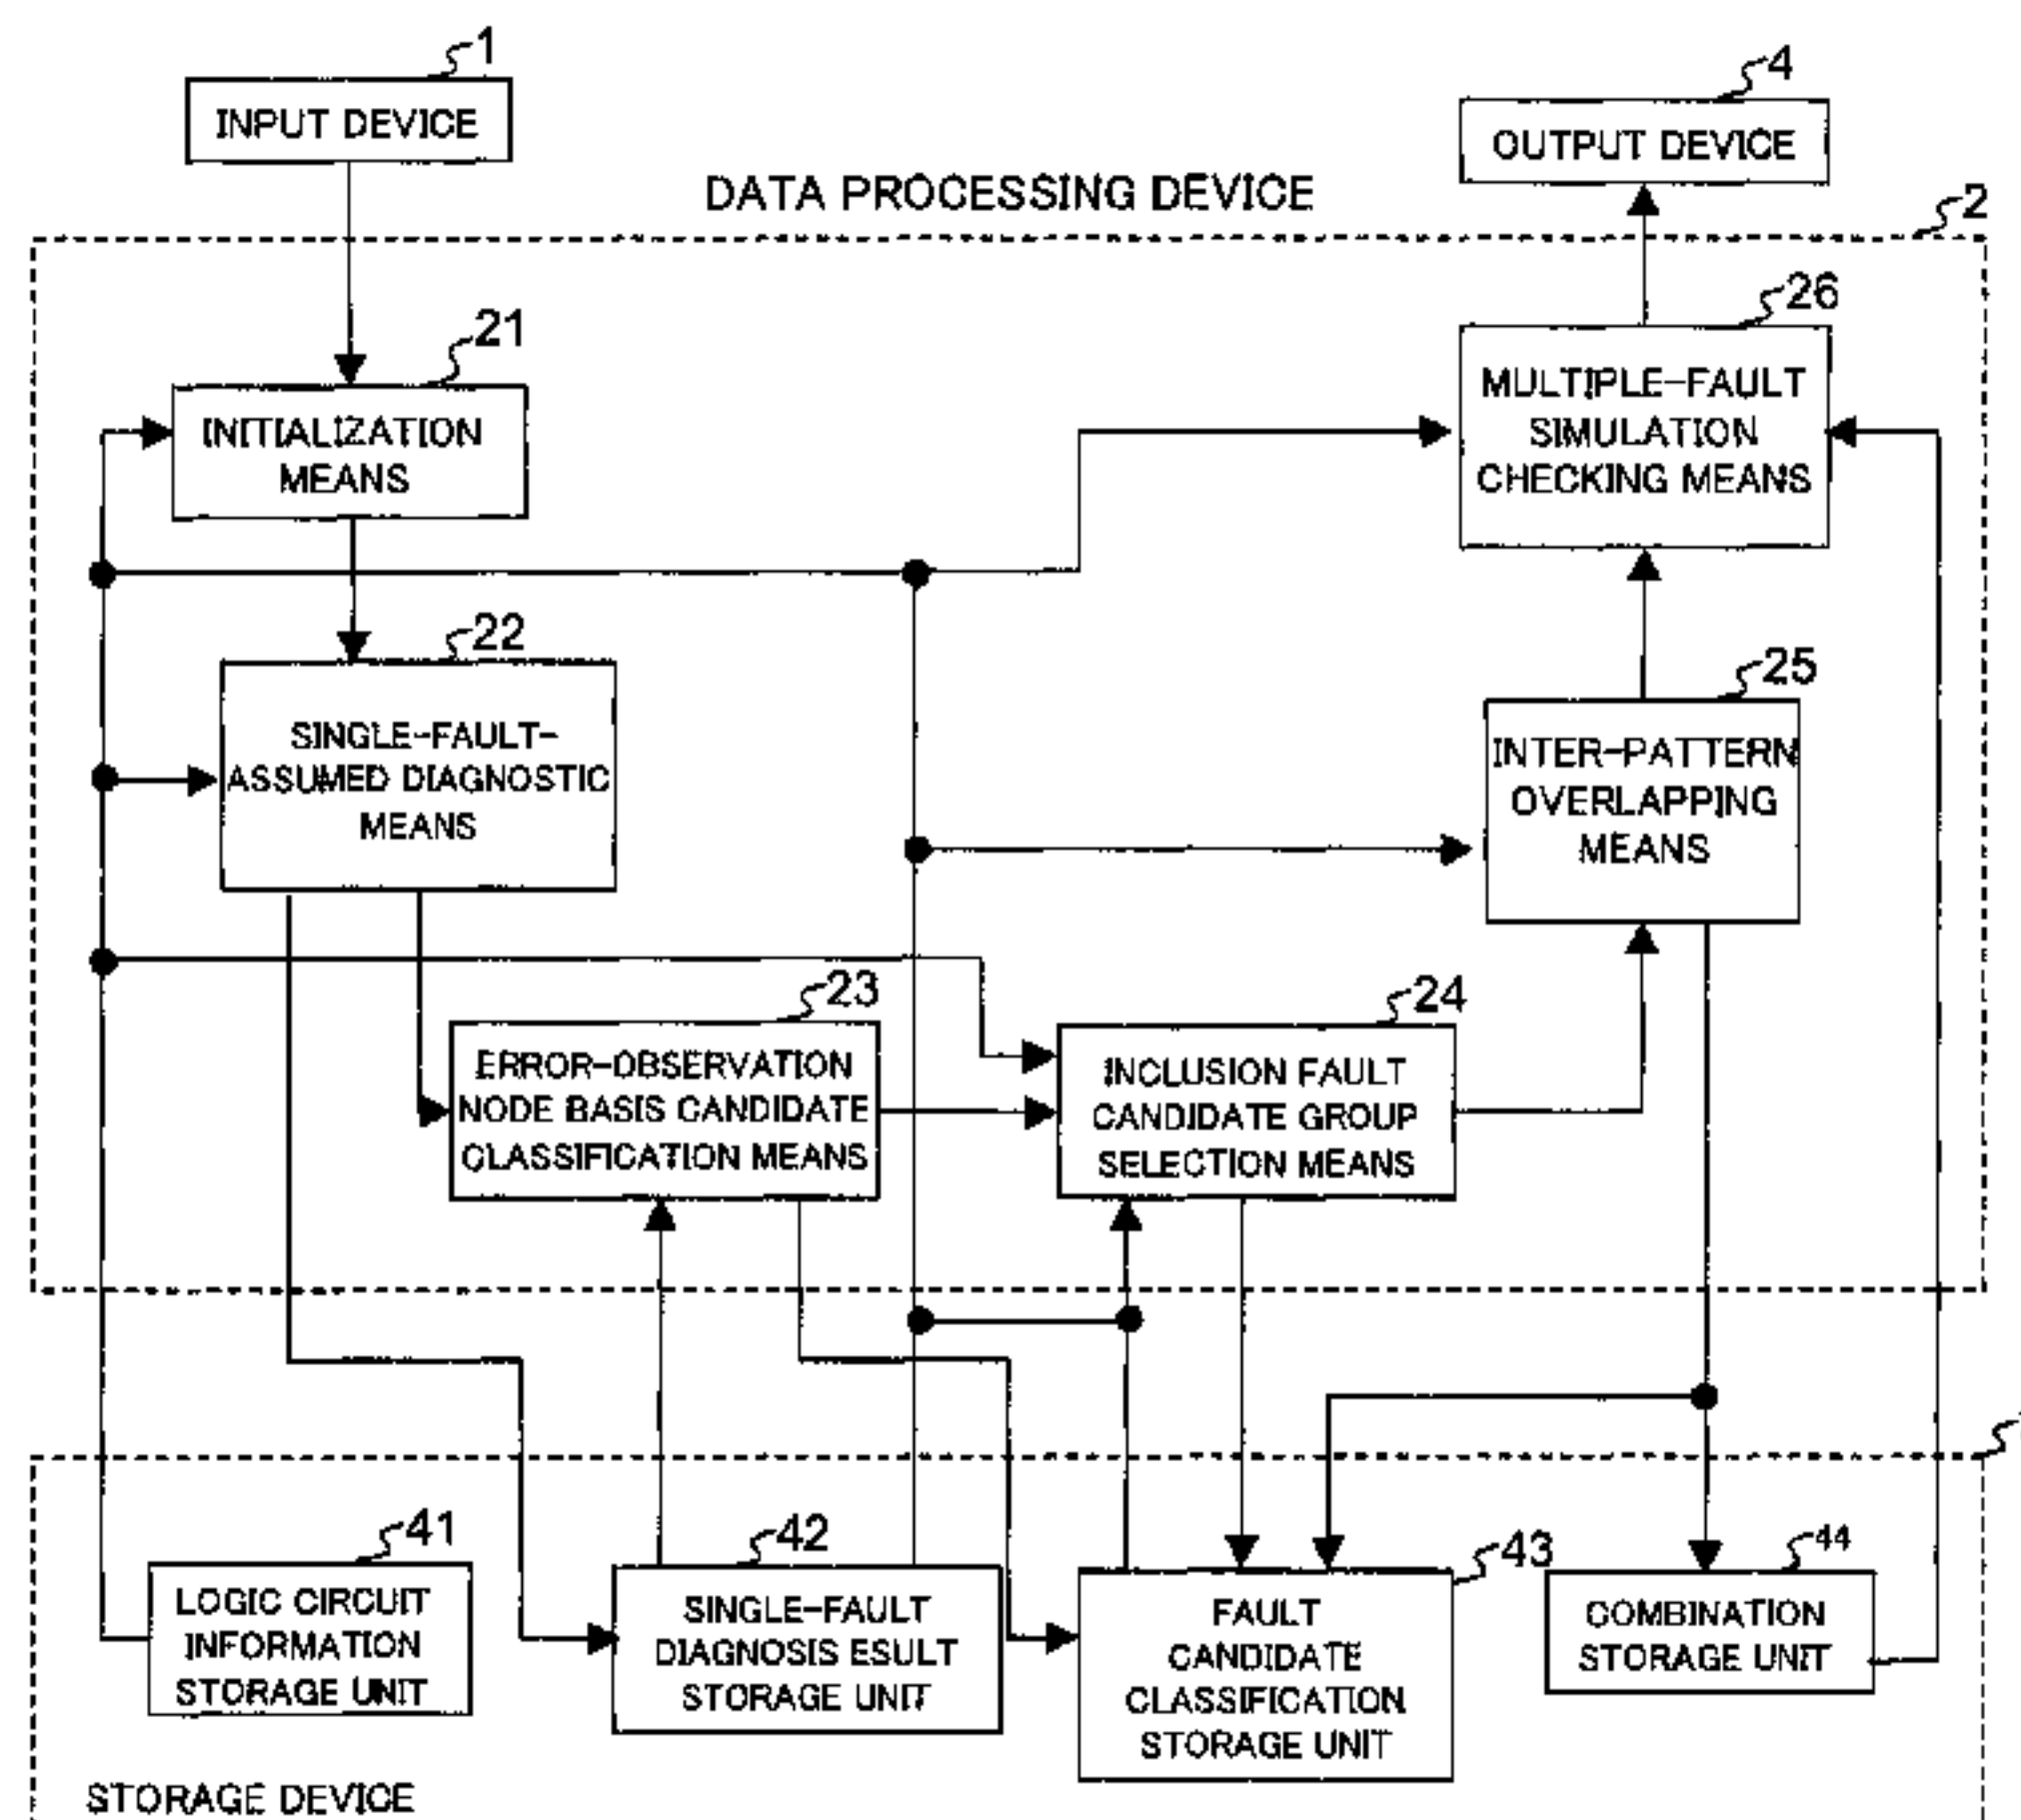 1
INPUT DEVICE
4
OUTPUT DEVICE
DATA PROCESSING DEVICE
2
21
INITIALIZATION
MEANS
26
MULTIPLE-FAULT
SIMULATION
CHECKING MEANS
22
SINGLE-FAULT-
ASSUMED DIAGNOSTIC
MEANS
25
INTER-PATTERN
OVERLAPPING
MEANS
23
ERROR-OBSERVATION
NODE BASIS CANDIDATE
CLASSIFICATION MEANS
24
INCLUSION FAULT
CANDIDATE GROUP
SELECTION MEANS
41
LOGIC CIRCUIT
INFORMATION
STORAGE UNIT
42
SINGLE-FAULT
DIAGNOSIS ESULT
STORAGE UNIT
43
FAULT
CANDIDATE
CLASSIFICATION
STORAGE UNIT
44
COMBINATION
STORAGE UNIT
STORAGE DEVICE